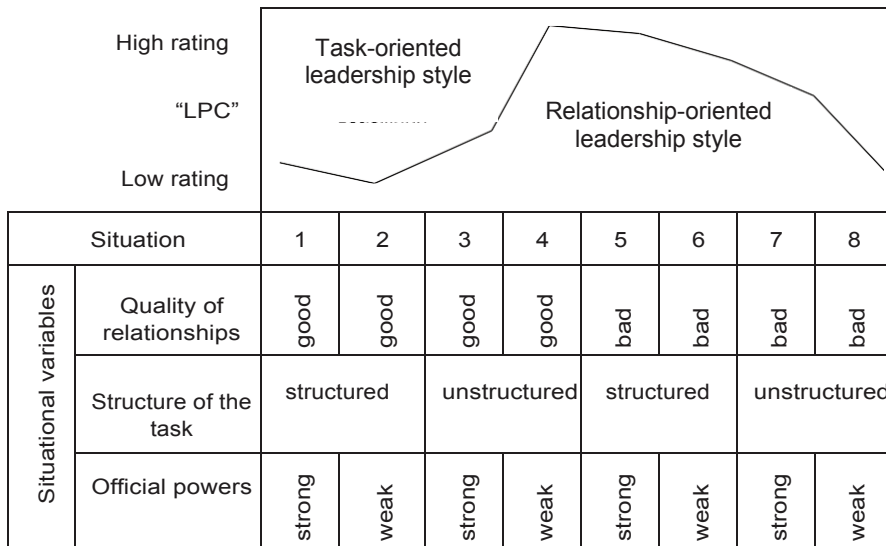 High rating
Task-oriented
leadership style
“LPC”
Relationship-oriented
leadership style
Low rating
Situation 1 2 3 4 5 6 7 8
Situational variables
Quality of
relationships
good good good good bad bad bad bad
Structure of the
task
structured unstructured structured unstructured
Official powers
strong weak strong weak strong weak strong weak